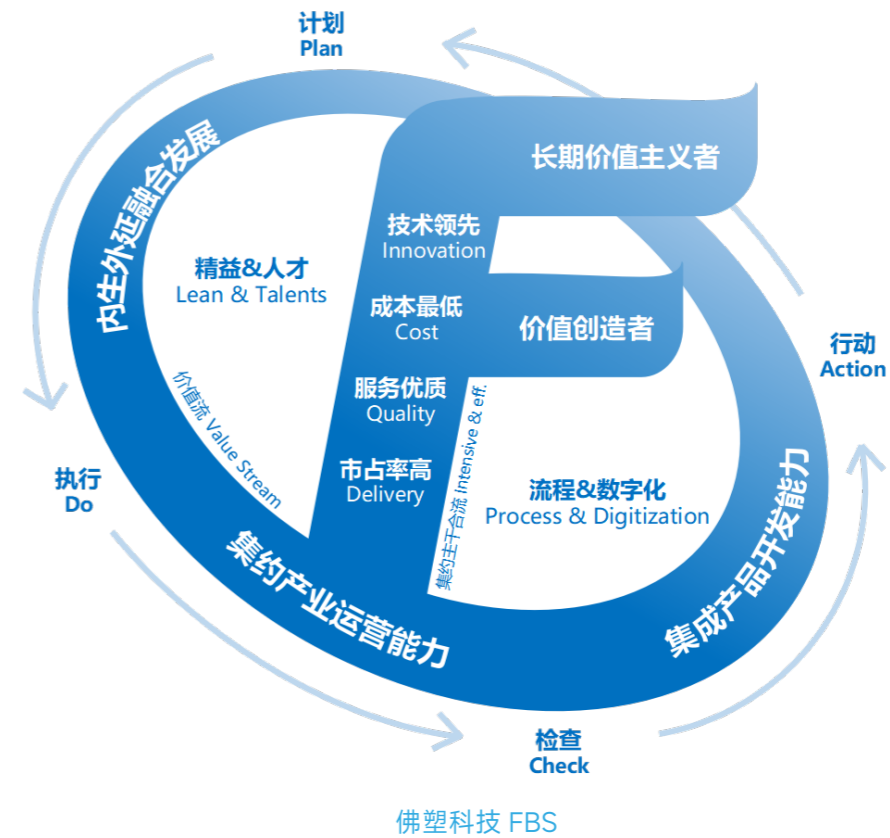 计划
Plan
内生外延融合发展
长期价值主义者
技术领先
Innovation
精益&人才
Lean & Talents
成本最低
Cost
价值创造者
行动
Action
服务优质
Quality
价值流 Value Stream
市占率高
Delivery
集约主干合流 Intensive & eff.
流程&数字化
Process & Digitization
执行
Do
集约产业运营能力
集成产品开发能力
检查
Check
佛塑科技 FBS